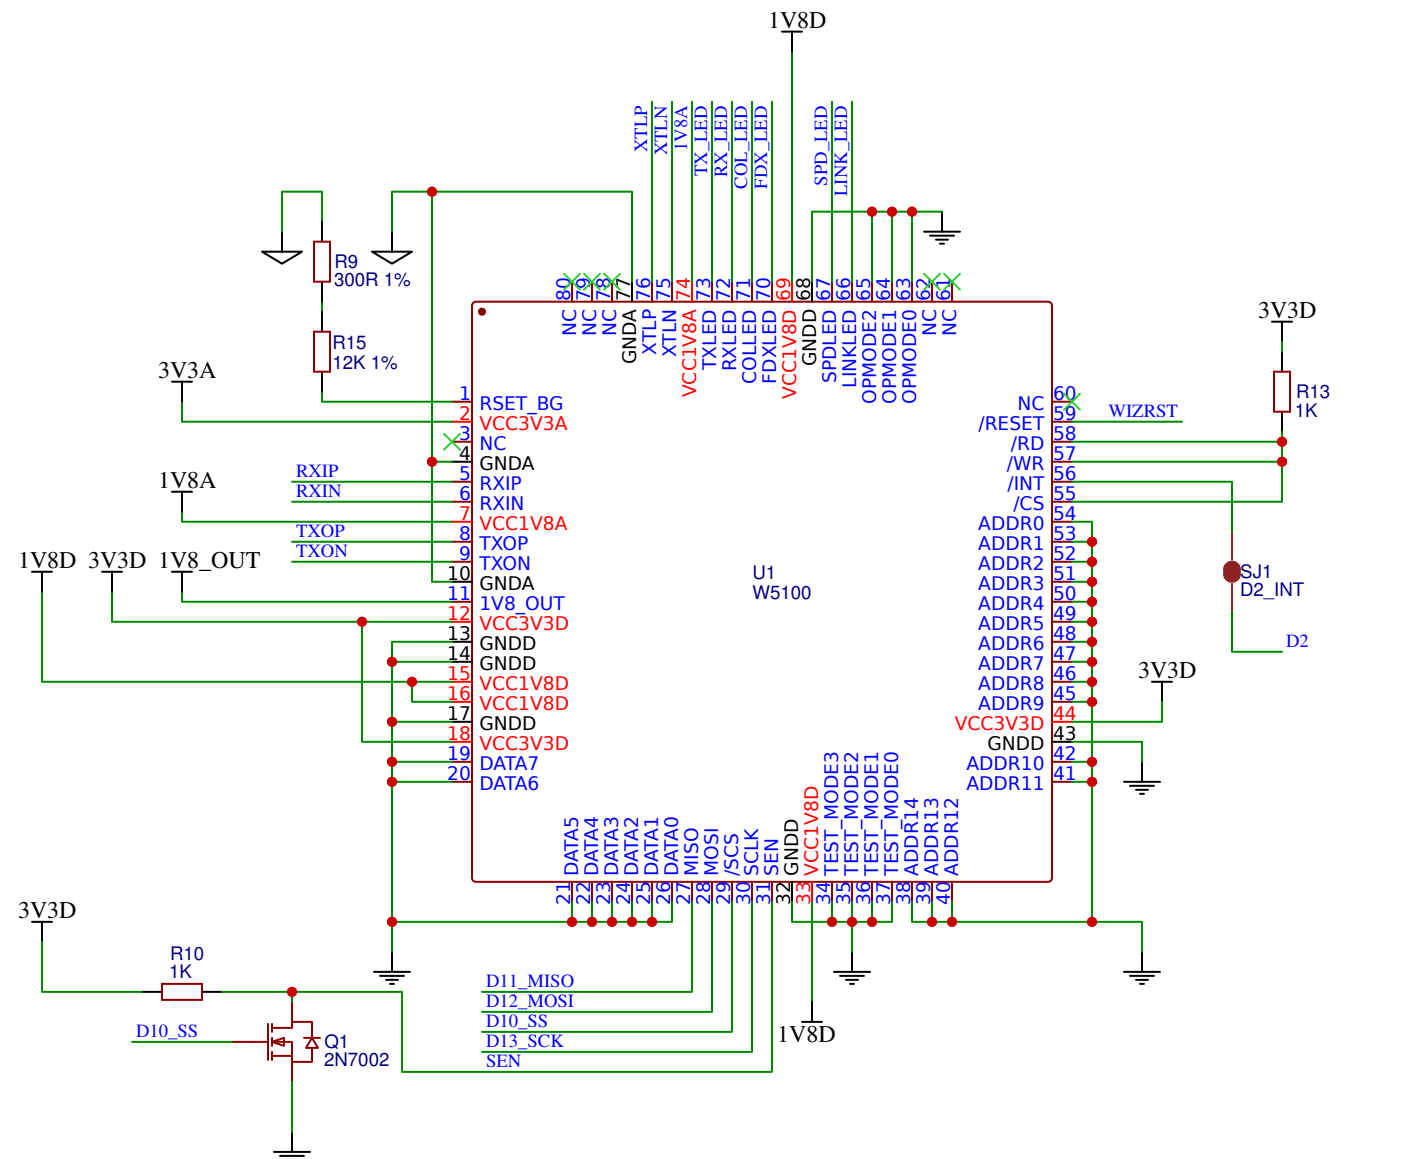 1V8D
XTLP
XTLN
1V8A
TX_LED
RX_LED
COL_LED
FDX_LED
SPD_LED
LINK_LED
R9
300R 1%
R15
12K 1%
80
79
78
77
76
75
74
73
72
71
70
69
68
67
66
65
64
63
62
61
NC
NC
NC
GNDA
XTLP
XTLN
VCC1V8A
TXLED
RXLED
COLLED
FDXLED
VCC1V8D
GNDD
SPDLED
LINKLED
OPMODE2
OPMODE1
OPMODE0
NC
NC
3V3A
1V8A
1V8D
3V3D
1V8_OUT
RXIP
RXIN
TXOP
TXON
1 RSET_BG
2 VCC3V3A
3 NC
4 GNDA
5 RXIP
6 RXIN
7 VCC1V8A
8 TXOP
9 TXON
10 GNDA
11 1V8_OUT
12 VCC3V3D
13 GNDD
14 GNDD
15 VCC1V8D
16 VCC1V8D
17 GNDD
18 VCC3V3D
19 DATA7
20 DATA6
U1
W5100
NC 60
/RESET 59
/RD 58
/WR 57
/INT 56
/CS 55
ADDR0 54
ADDR1 53
ADDR2 52
ADDR3 51
ADDR4 50
ADDR5 49
ADDR6 48
ADDR7 47
ADDR8 46
ADDR9 45
VCC3V3D 44
GNDD 43
ADDR10 42
ADDR11 41
WIZRST
3V3D
R13
1K
SJ1
D2_INT
D2
3V3D
DATA5
DATA4
DATA3
DATA2
DATA1
DATA0
MISO
MOSI
/SCS
SCLK
SEN
GNDD
VCC1V8D
TEST_MODE3
TEST_MODE2
TEST_MODE1
TEST_MODE0
ADDR14
ADDR13
ADDR12
21
22
23
24
25
26
27
28
29
30
31
32
33
34
35
36
37
38
39
40
3V3D
R10
1K
D10_SS
Q1
2N7002
D11_MISO
D12_MOSI
D10_SS
D13_SCK
SEN
1V8D